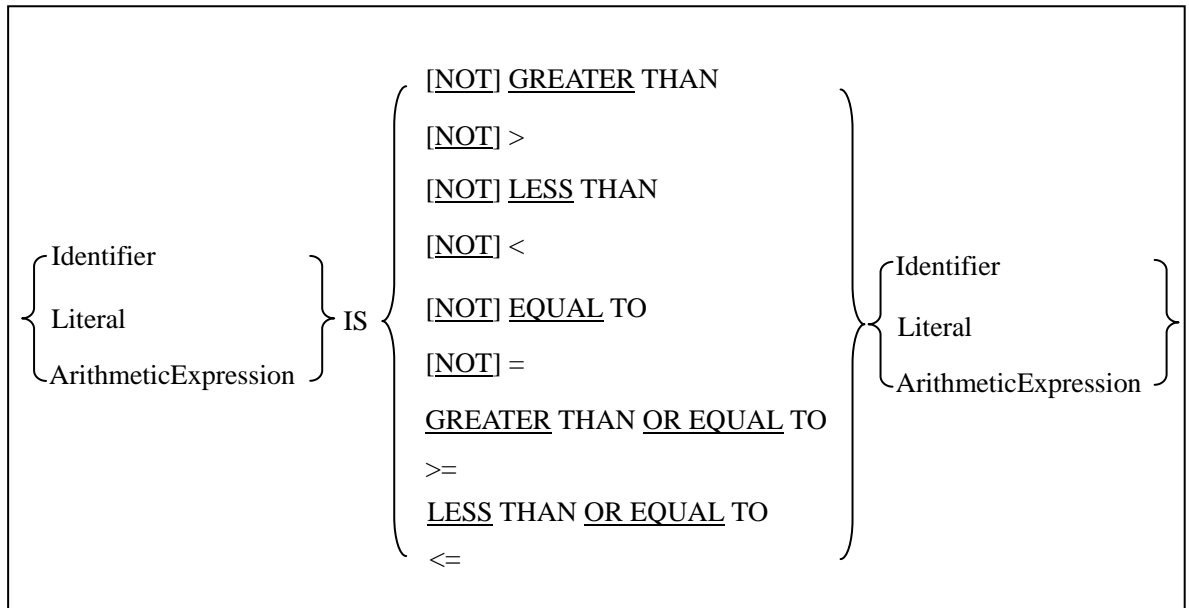 Identifier
Literal
ArithmeticExpression
IS
[NOT] GREATER THAN
[NOT] >
[NOT] LESS THAN
[NOT] <
[NOT] EQUAL TO
[NOT] =
GREATER THAN OR EQUAL TO
>=
LESS THAN OR EQUAL TO
<=
Identifier
Literal
ArithmeticExpression